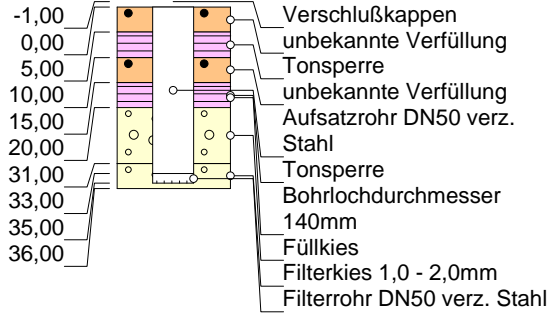 -1,00
0,00
5,00
10,00
15,00
20,00
31,00
33,00
35,00
36,00
Verschlußkappen
unbekannte Verfüllung
Tonsperre
unbekannte Verfüllung
Aufsatzrohr DN50 verz.
Stahl
Tonsperre
Bohrlochdurchmesser
140mm
Füllkies
Filterkies 1,0 - 2,0mm
Filterrohr DN50 verz. Stahl